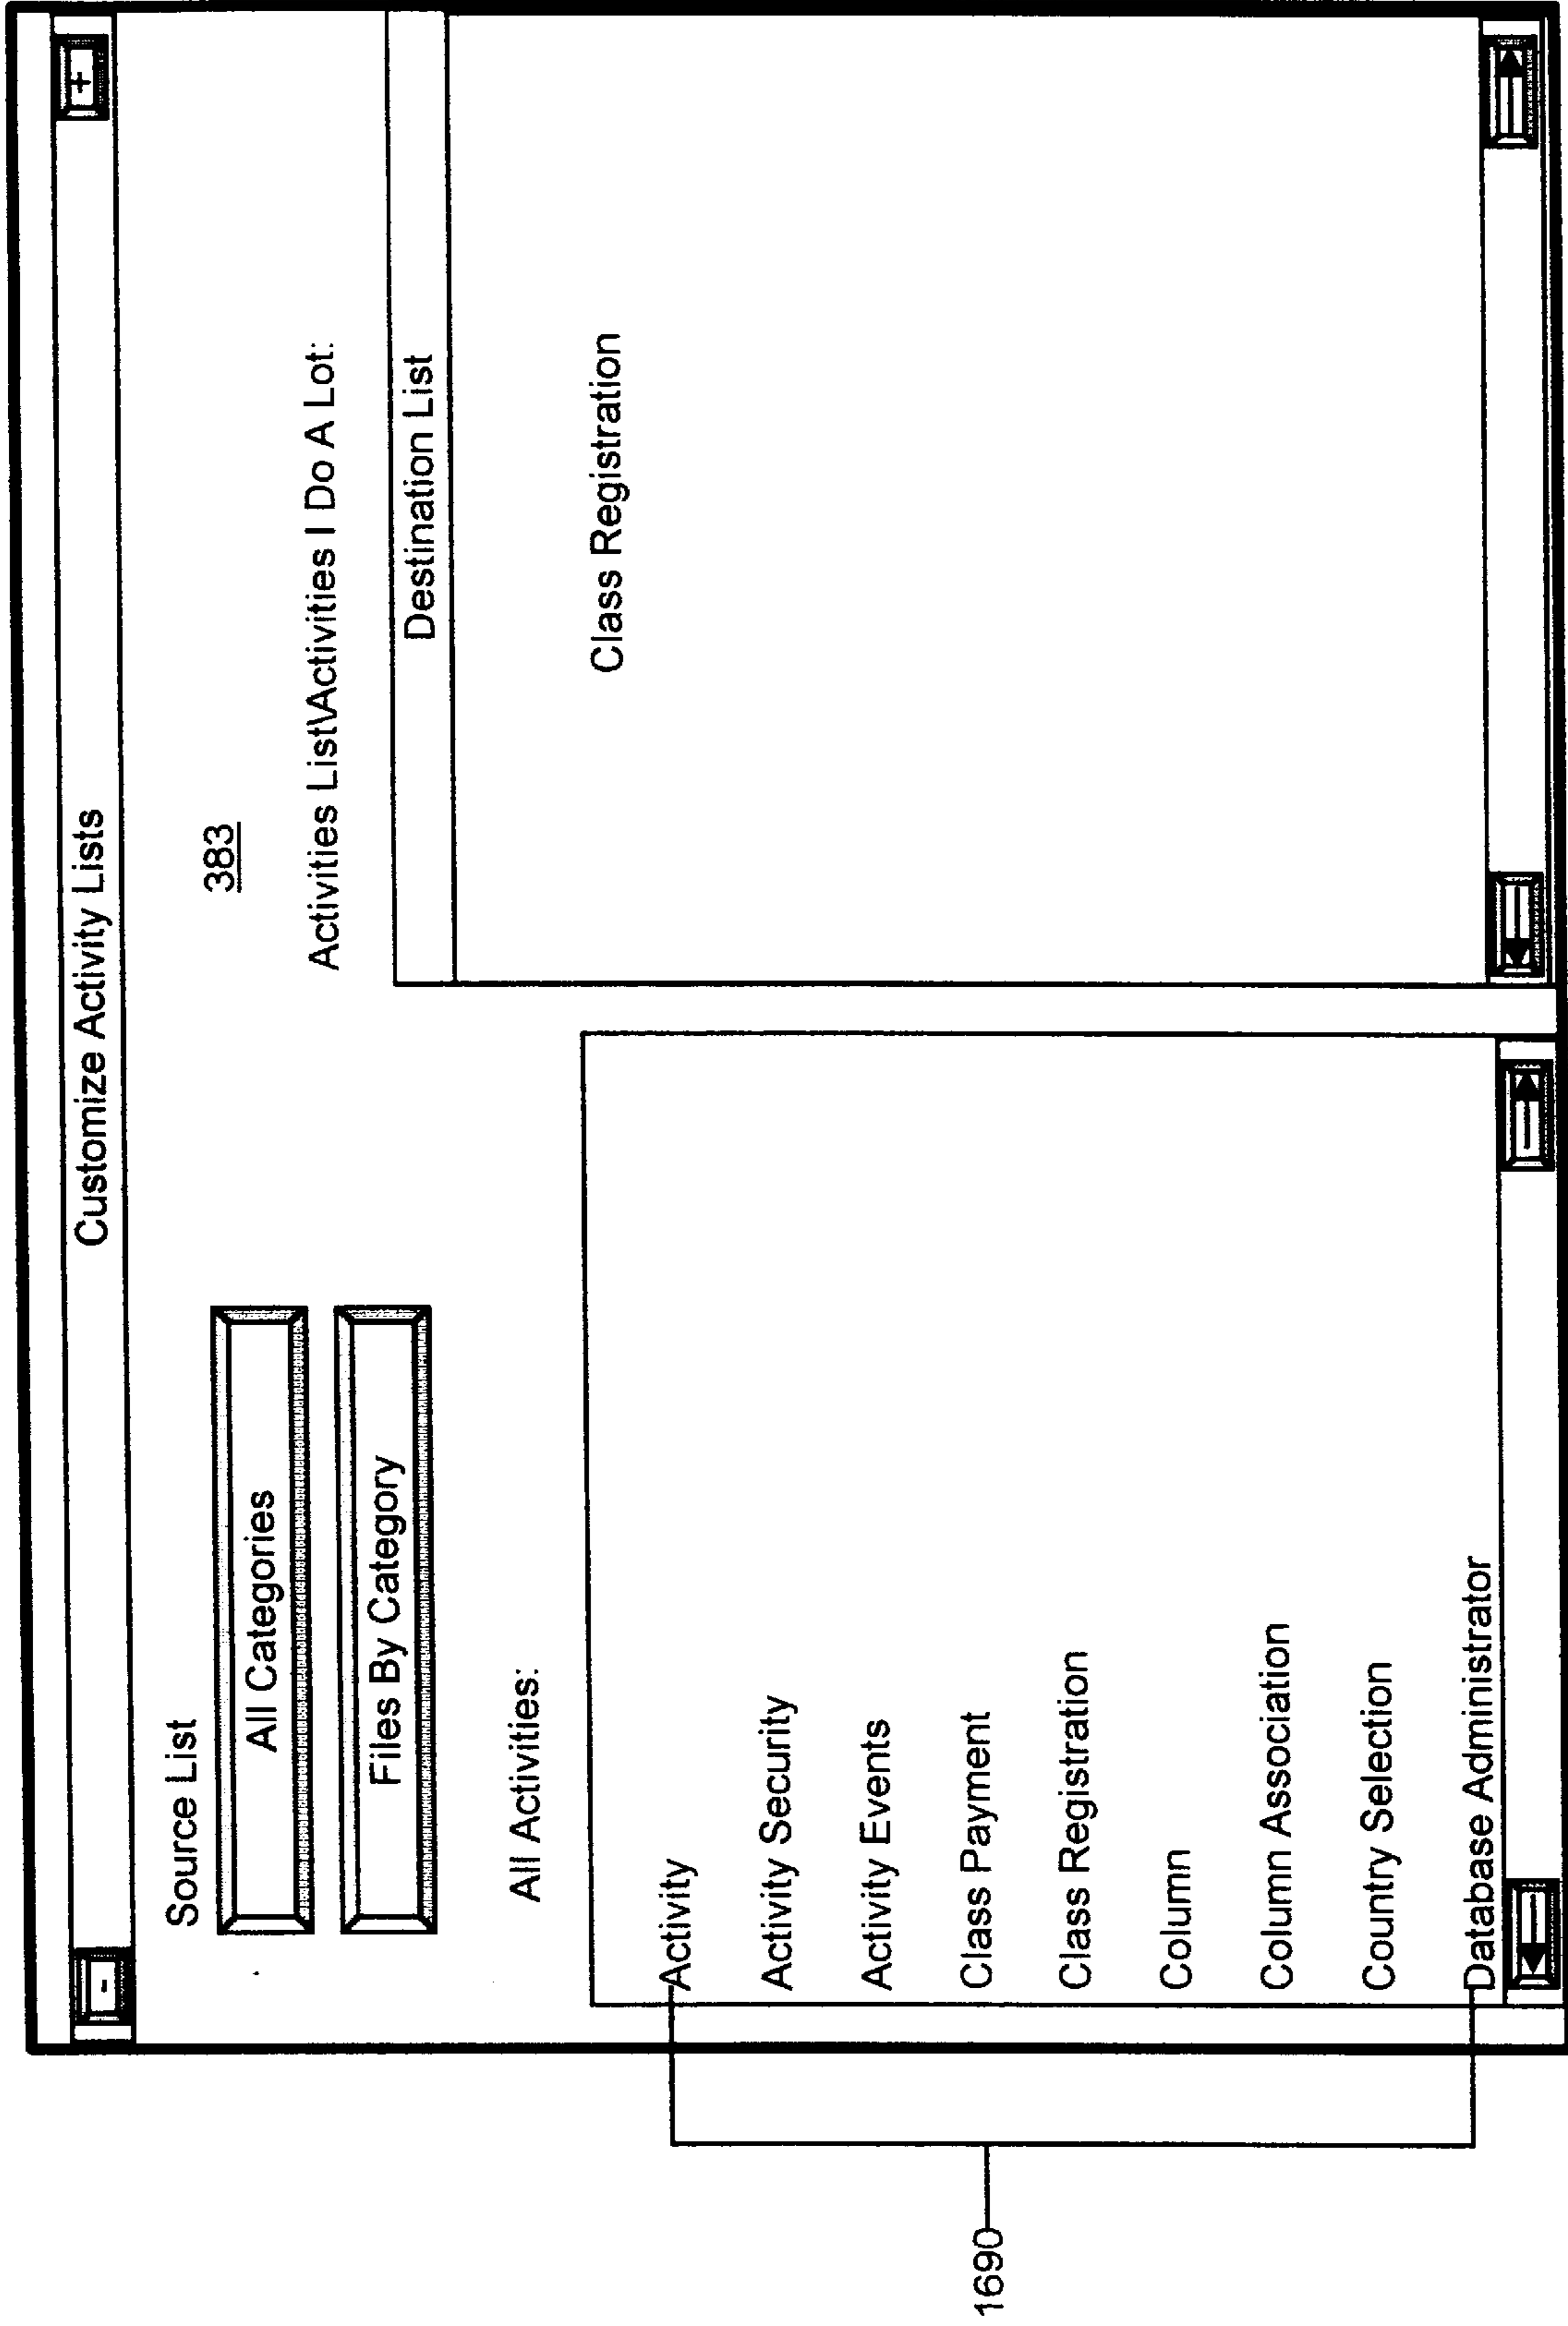 Customize Activity Lists
-
+
383
Source List
All Categories
Files By Category
All Activities:
Activity
Activity Security
Activity Events
Class Payment
Class Registration
Column
Column Association
Country Selection
Database Administrator
Activities List\Activities I Do A Lot:
Destination List
Class Registration
1690